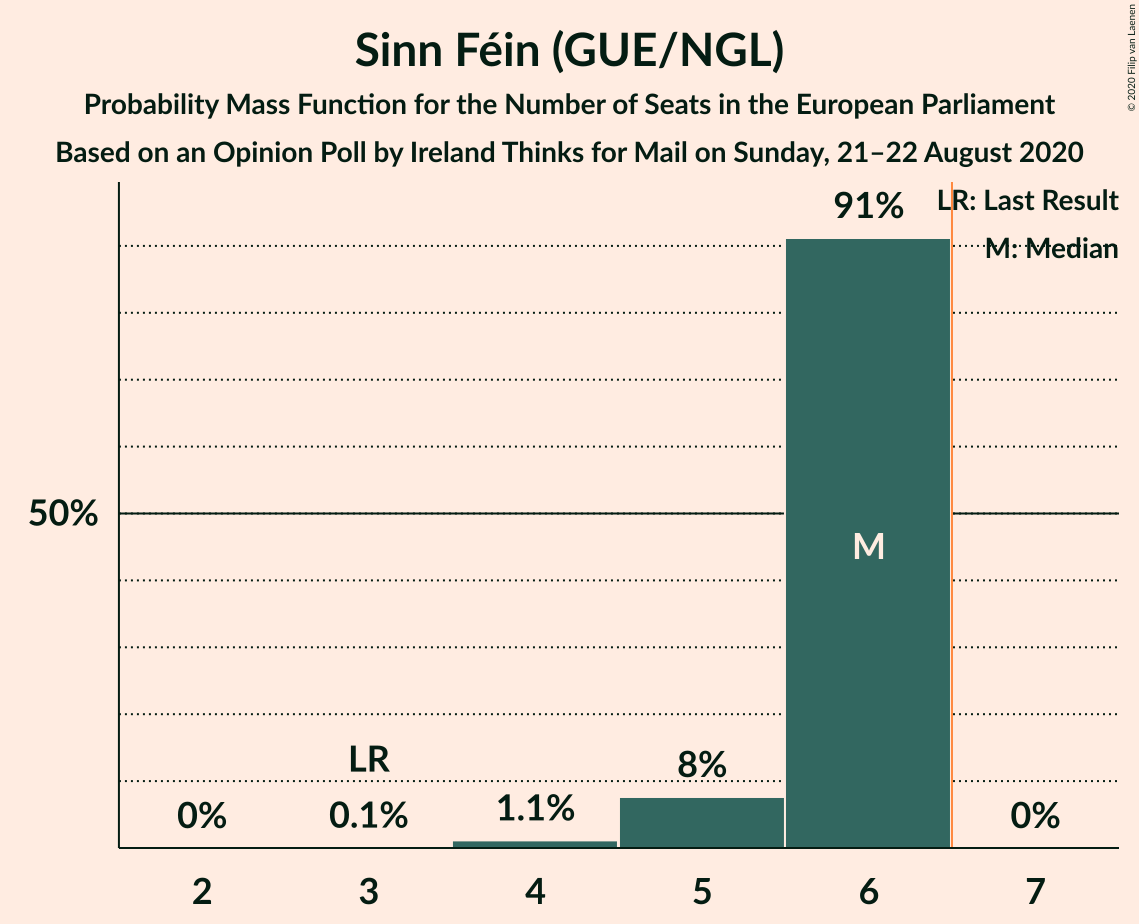 Sinn Féin (GUE/NGL)
Probability Mass Function for the Number of Seats in the European Parliament
Based on an Opinion Poll by Ireland Thinks for Mail on Sunday, 21–22 August 2020
© 2020 Filip van Laenen
LR: Last Result
M: Median
91%
50%
M
LR
8%
0%
0.1%
1.1%
0%
2
3
4
5
6
7